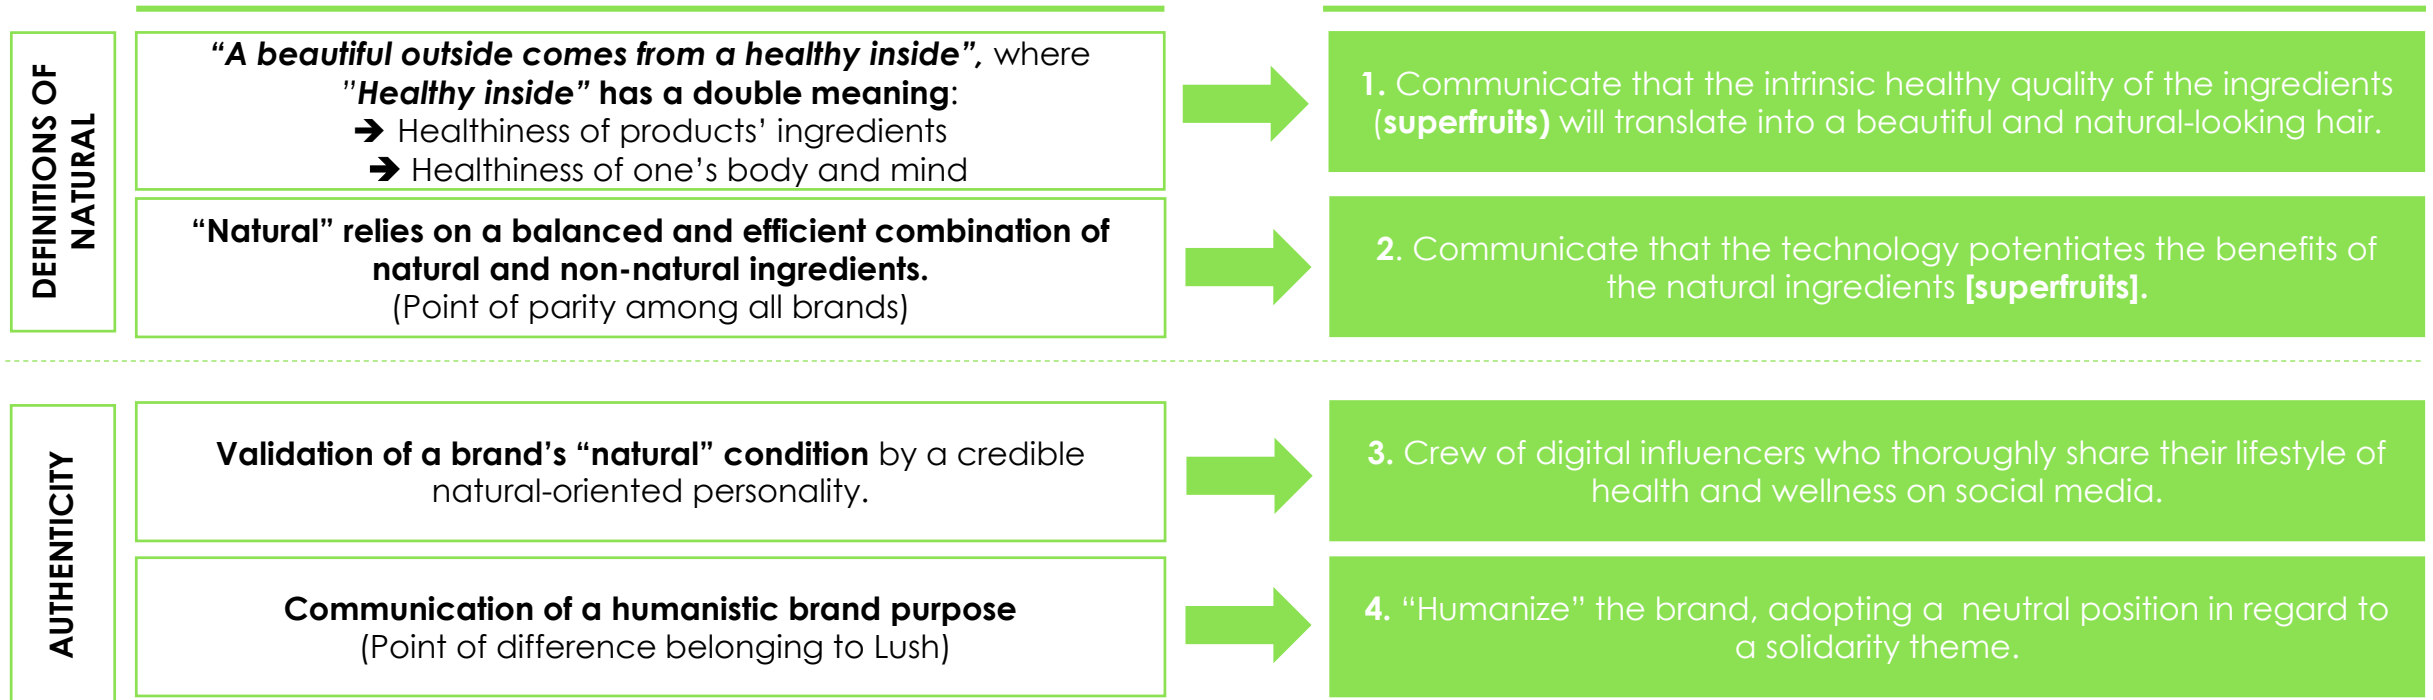 DEFINITIONS OF
NATURAL
“A beautiful outside comes from a healthy inside”, where
"Healthy inside” has a double meaning:
➔ Healthiness of products’ ingredients
➔ Healthiness of one’s body and mind
1. Communicate that the intrinsic healthy quality of the ingredients
(superfruits) will translate into a beautiful and natural-looking hair.
“Natural” relies on a balanced and efficient combination of
natural and non-natural ingredients.
(Point of parity among all brands)
2. Communicate that the technology potentiates the benefits of
the natural ingredients [superfruits].
AUTHENTICITY
Validation of a brand’s “natural” condition by a credible
natural-oriented personality.
3. Crew of digital influencers who thoroughly share their lifestyle of
health and wellness on social media.
Communication of a humanistic brand purpose
(Point of difference belonging to Lush)
4. “Humanize” the brand, adopting a neutral position in regard to
a solidarity theme.